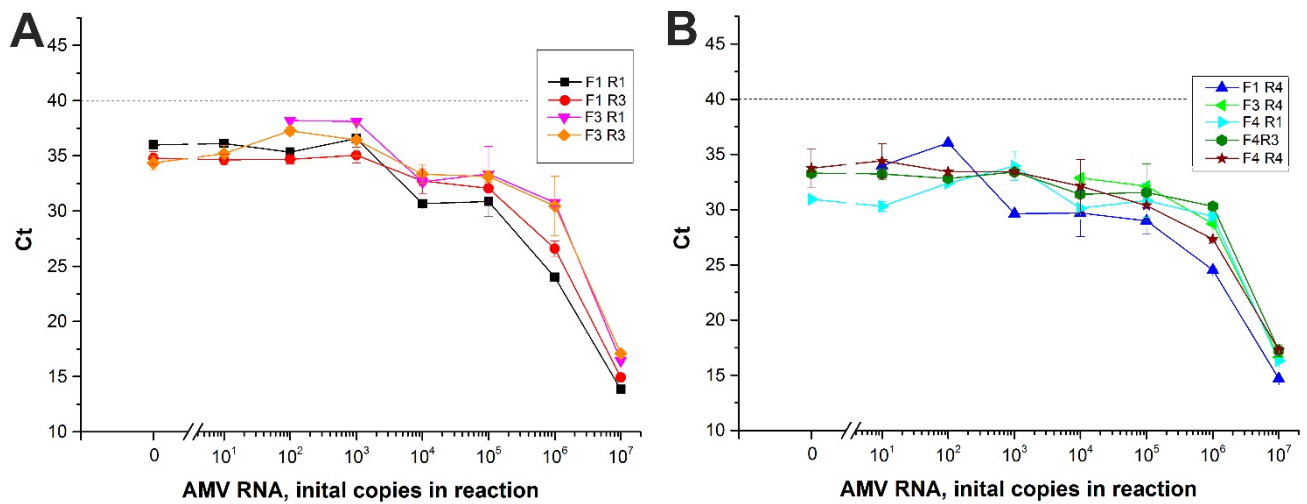 A
45
40
35
30
25
20
15
10
Ct
F1 R1
F1 R3
F3 R1
F3 R3
0 10¹ 10² 10³ 10⁴ 10⁵ 10⁶ 10⁷
AMV RNA, inital copies in reaction
B
45
40
35
30
25
20
15
10
Ct
F1 R4
F3 R4
F4 R1
F4R3
F4 R4
0 10¹ 10² 10³ 10⁴ 10⁵ 10⁶ 10⁷
AMV RNA, inital copies in reaction